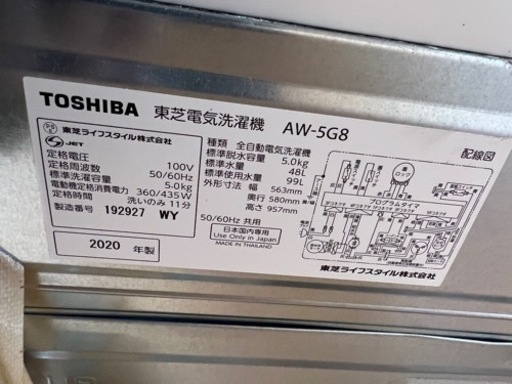 TOSHIBA 東芝電気洗濯機 AW-5G8
東芝ライフスタイル株式会社
JET
定格電圧 100V
定格周波数 50/60Hz
標準洗濯容量 5.0kg
電動機定格消費電力 360/435W
定格時間 洗いのみ 11分
製造番号 192927 WY
2020 年製
種類 全自動電気洗濯機
標準脱水容量 5.0kg
標準水量 48L
標準使用水量 99L
外形寸法 幅 563mm
奥行 580mm
高さ 957mm
50/60Hz 共用
日本国内専用
Use Only in Japan
MADE IN THAILAND
配線図
ロック
プログラムタイマ
東芝ライフスタイル株式会社